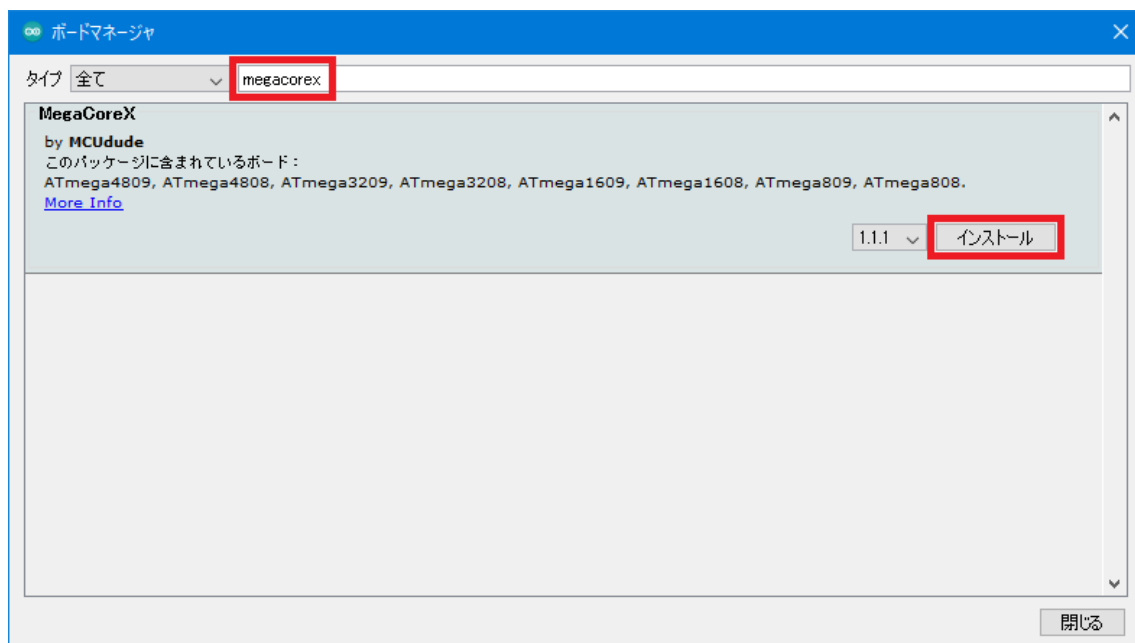 ボードマネージャ
タイプ 全て megacorex
MegaCoreX
by MCUdude
このパッケージに含まれているボード：
ATmega4809, ATmega4808, ATmega3209, ATmega3208, ATmega1609, ATmega1608, ATmega809, ATmega808.
More Info
1.1.1 インストール
閉じる